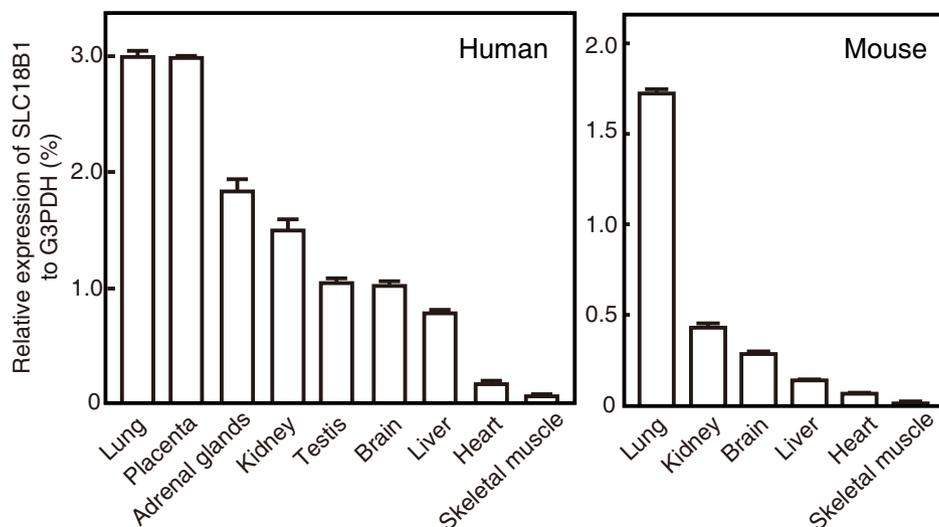 Relative expression of SLC18B1
to G3PDH (%)
Human
3.0
2.0
1.0
0
Lung
Placenta
Adrenal glands
Kidney
Testis
Brain
Liver
Heart
Skeletal muscle
Mouse
2.0
1.5
1.0
0.5
0
Lung
Kidney
Brain
Liver
Heart
Skeletal muscle